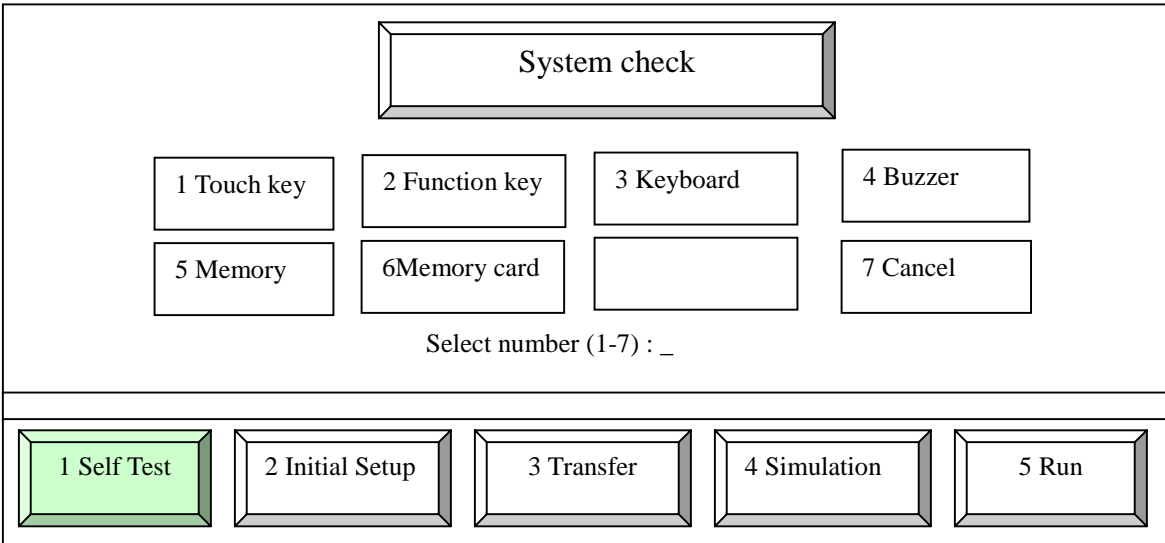 System check
1 Touch key
2 Function key
3 Keyboard
4 Buzzer
5 Memory
6Memory card
7 Cancel
Select number (1-7) : _
1 Self Test
2 Initial Setup
3 Transfer
4 Simulation
5 Run